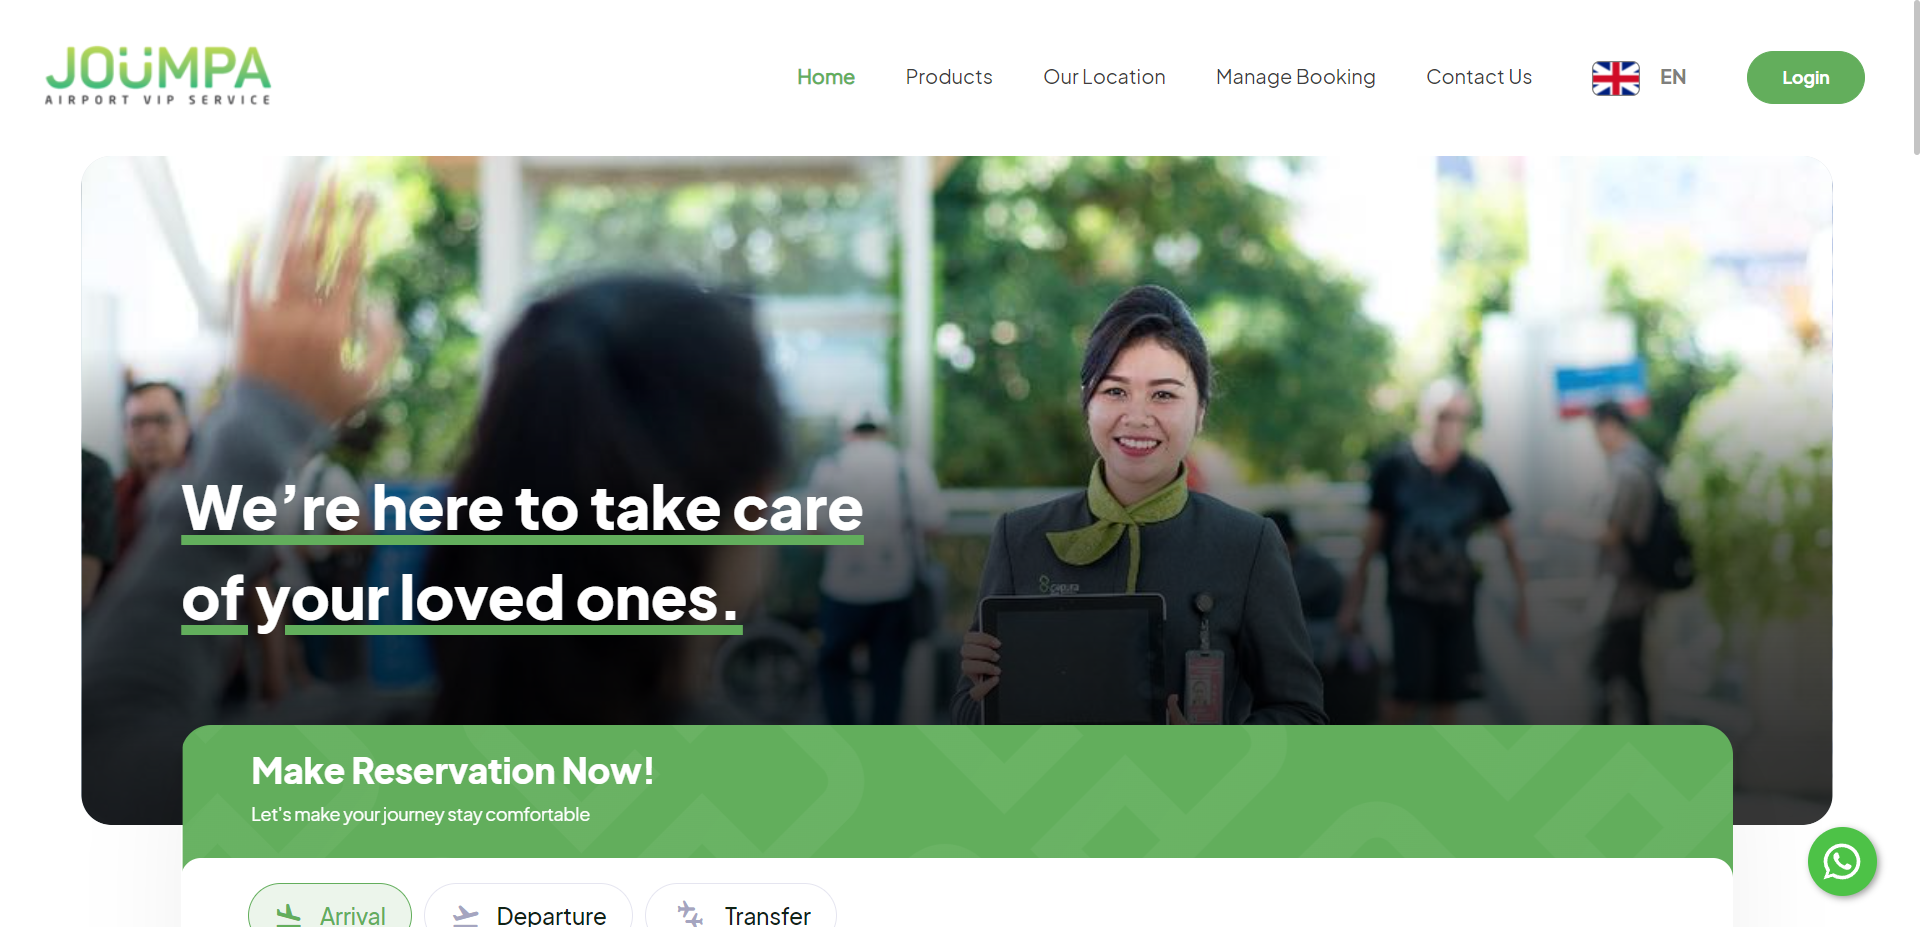 JOUMPA
AIRPORT VIP SERVICE
Home
Products
Our Location
Manage Booking
Contact Us
EN
Login
We’re here to take care
of your loved ones.
Make Reservation Now!
Let's make your journey stay comfortable
Arrival
Departure
Transfer